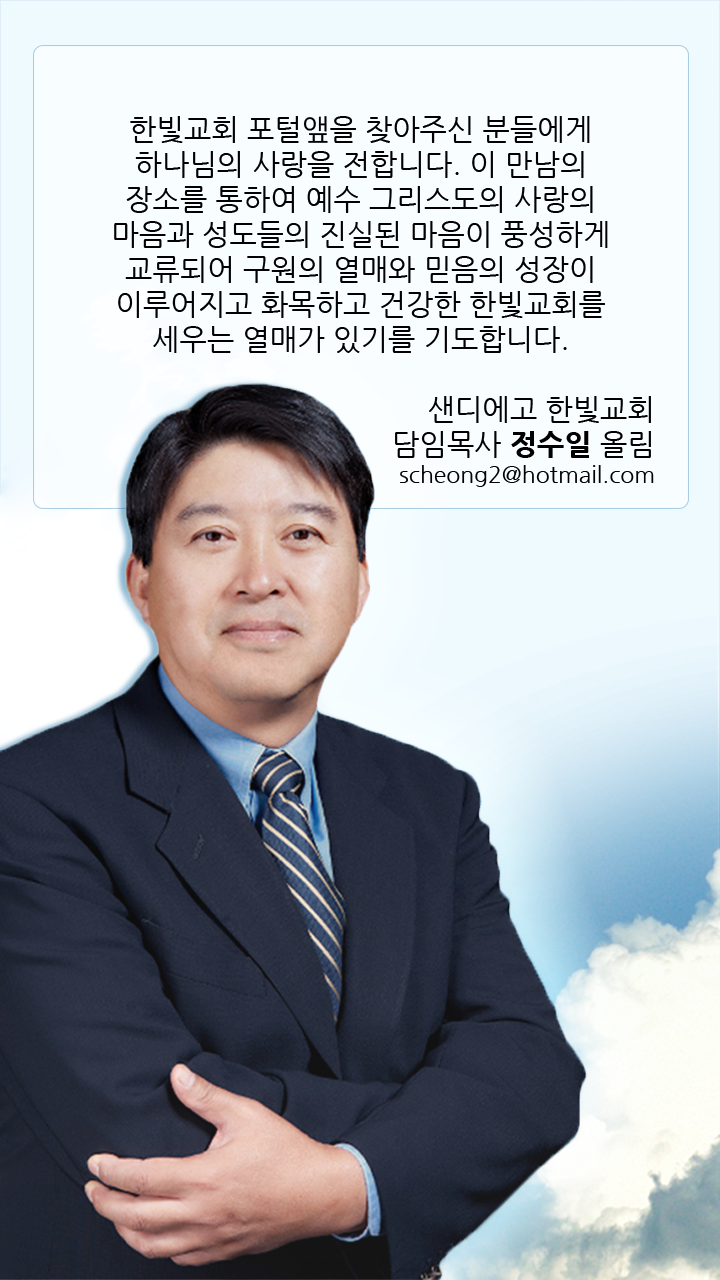 한빛교회 포털앺을 찾아주신 분들에게
하나님의 사랑을 전합니다. 이 만남의
장소를 통하여 예수 그리스도의 사랑의
마음과 성도들의 진실된 마음이 풍성하게
교류되어 구원의 열매와 믿음의 성장이
이루어지고 화목하고 건강한 한빛교회를
세우는 열매가 있기를 기도합니다.
샌디에고 한빛교회
담임목사 정수일 올림
scheong2@hotmail.com